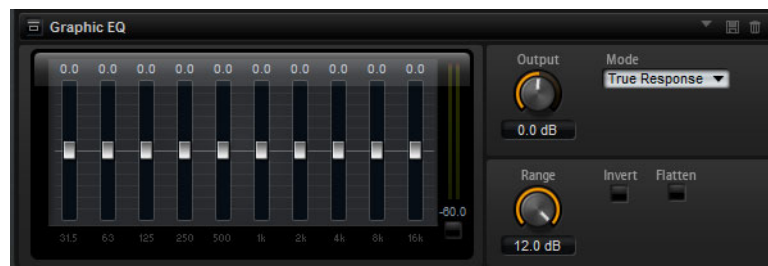 Graphic EQ
0.0 0.0 0.0 0.0 0.0 0.0 0.0 0.0 0.0 0.0
-60.0
31.5 63 125 250 500 1k 2k 4k 8k 16k
Output Mode
True Response
0.0 dB
Range Invert Flatten
12.0 dB